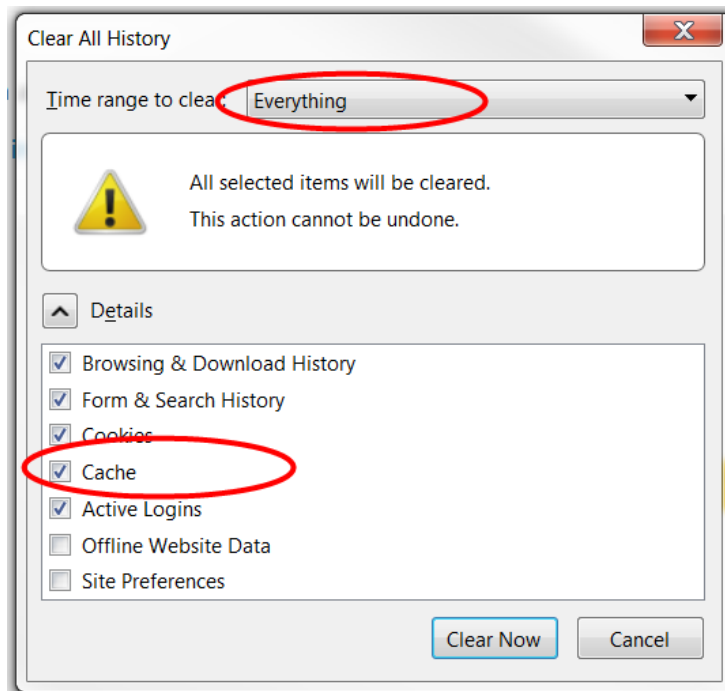 Clear All History
Time range to clear: Everything
All selected items will be cleared.
This action cannot be undone.
Details
Browsing & Download History
Form & Search History
Cookies
Cache
Active Logins
Offline Website Data
Site Preferences
Clear Now Cancel